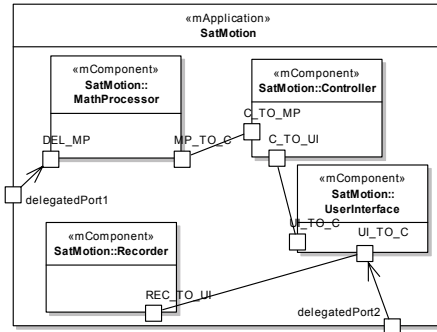 «mApplication»
SatMotion
«mComponent»
SatMotion::
MathProcessor
«mComponent»
SatMotion::Controller
C_TO_MP
DEL_MP
MP_TO_C
C_TO_UI
«mComponent»
SatMotion::
UserInterface
delegatedPort1
UI_TO_C
UI_TO_C
«mComponent»
SatMotion::Recorder
REC_TO_UI
delegatedPort2